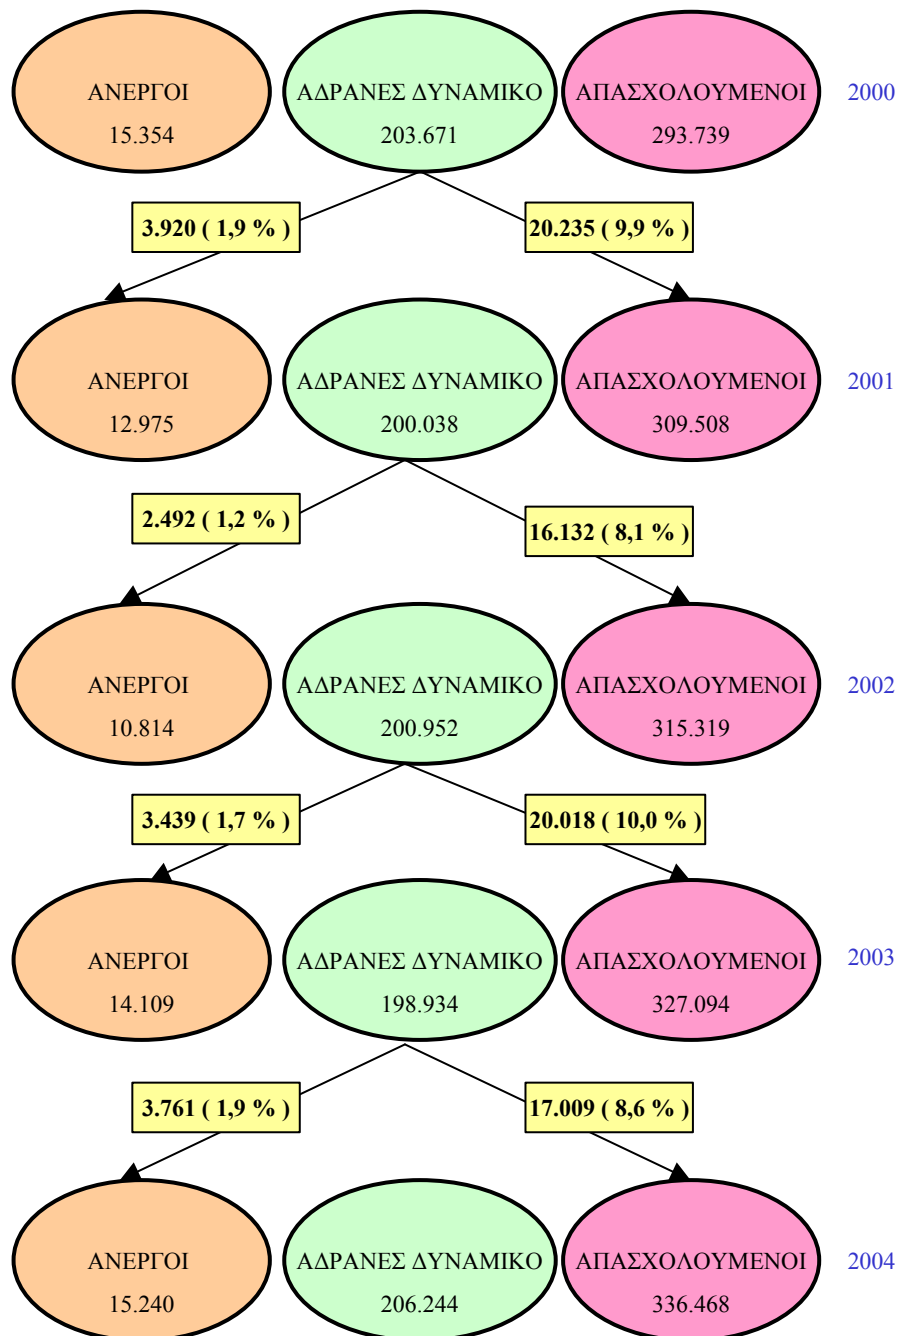 ΑΝΕΡΓΟΙ
15.354
ΑΔΡΑΝΕΣ ΔΥΝΑΜΙΚΟ
203.671
ΑΠΑΣΧΟΛΟΥΜΕΝΟΙ
293.739
2000
3.920 ( 1,9 % )
20.235 ( 9,9 % )
ΑΝΕΡΓΟΙ
12.975
ΑΔΡΑΝΕΣ ΔΥΝΑΜΙΚΟ
200.038
ΑΠΑΣΧΟΛΟΥΜΕΝΟΙ
309.508
2001
2.492 ( 1,2 % )
16.132 ( 8,1 % )
ΑΝΕΡΓΟΙ
10.814
ΑΔΡΑΝΕΣ ΔΥΝΑΜΙΚΟ
200.952
ΑΠΑΣΧΟΛΟΥΜΕΝΟΙ
315.319
2002
3.439 ( 1,7 % )
20.018 ( 10,0 % )
ΑΝΕΡΓΟΙ
14.109
ΑΔΡΑΝΕΣ ΔΥΝΑΜΙΚΟ
198.934
ΑΠΑΣΧΟΛΟΥΜΕΝΟΙ
327.094
2003
3.761 ( 1,9 % )
17.009 ( 8,6 % )
ΑΝΕΡΓΟΙ
15.240
ΑΔΡΑΝΕΣ ΔΥΝΑΜΙΚΟ
206.244
ΑΠΑΣΧΟΛΟΥΜΕΝΟΙ
336.468
2004